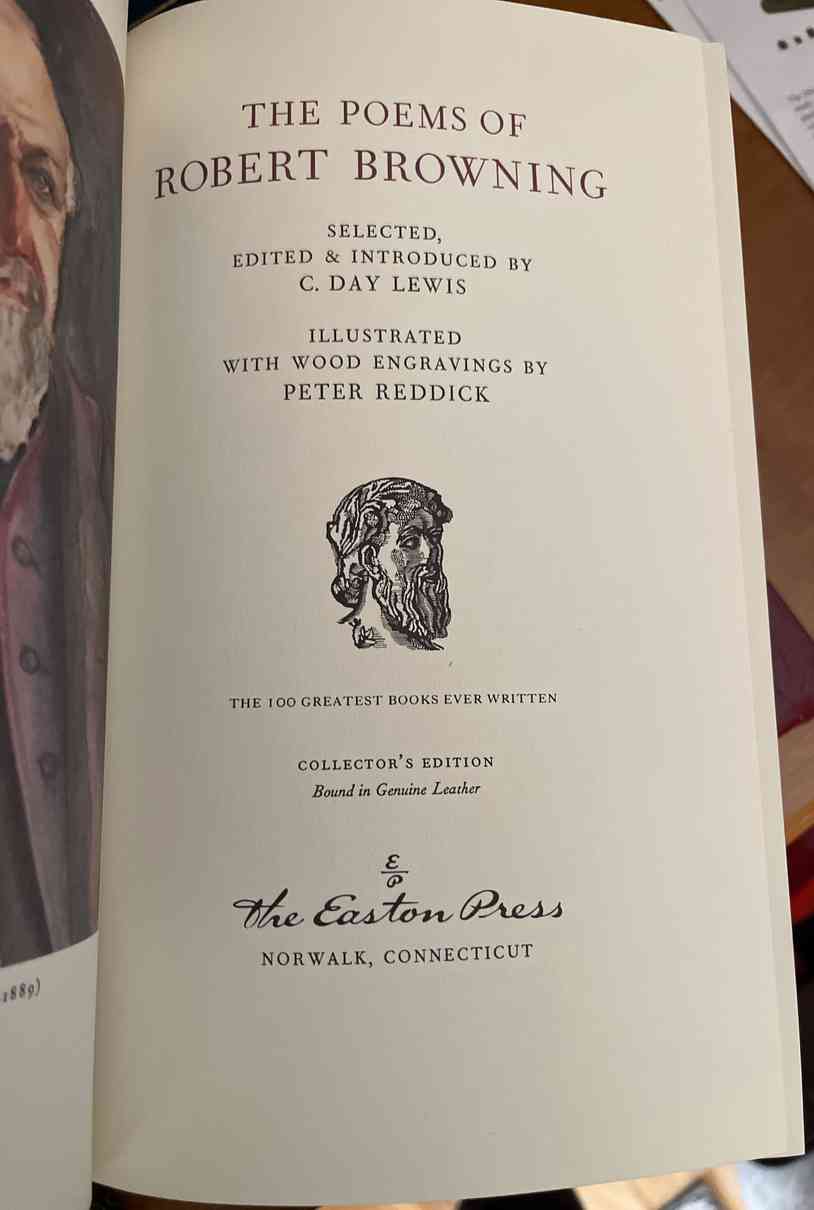 THE POEMS OF
ROBERT BROWNING
SELECTED,
EDITED & INTRODUCED BY
C. DAY LEWIS
ILLUSTRATED
WITH WOOD ENGRAVINGS BY
PETER REDDICK
THE 100 GREATEST BOOKS EVER WRITTEN
COLLECTOR'S EDITION
Bound in Genuine Leather
E
P
The Easton Press
NORWALK, CONNECTICUT
1889)